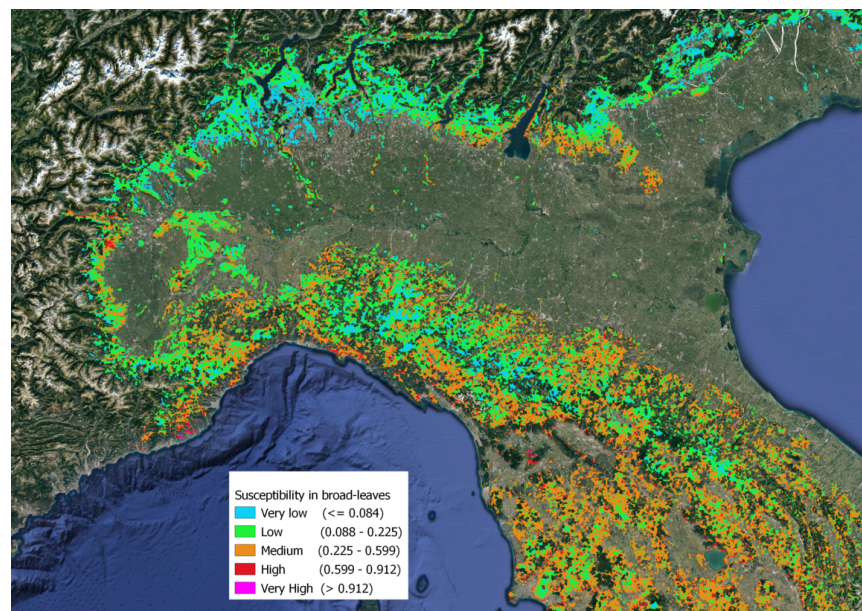 Susceptibility in broad-leaves
Very low (<= 0.084)
Low (0.088 - 0.225)
Medium (0.225 - 0.599)
High (0.599 - 0.912)
Very High (> 0.912)